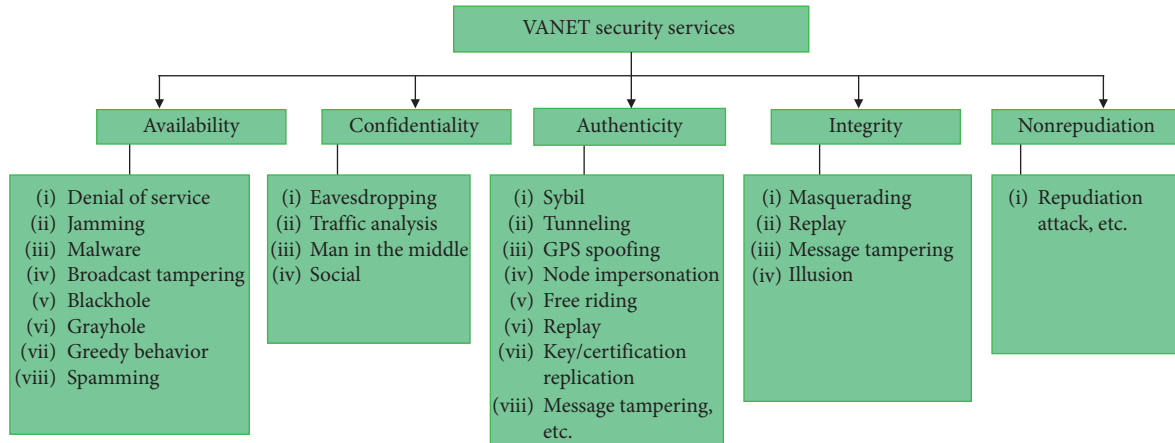 VANET security services
Availability
Confidentiality
Authenticity
Integrity
Nonrepudiation
(i) Denial of service
(ii) Jamming
(iii) Malware
(iv) Broadcast tampering
(v) Blackhole
(vi) Grayhole
(vii) Greedy behavior
(viii) Spamming
(i) Eavesdropping
(ii) Traffic analysis
(iii) Man in the middle
(iv) Social
(i) Sybil
(ii) Tunneling
(iii) GPS spoofing
(iv) Node impersonation
(v) Free riding
(vi) Replay
(vii) Key/certification
replication
(viii) Message tampering,
etc.
(i) Masquerading
(ii) Replay
(iii) Message tampering
(iv) Illusion
(i) Repudiation
attack, etc.